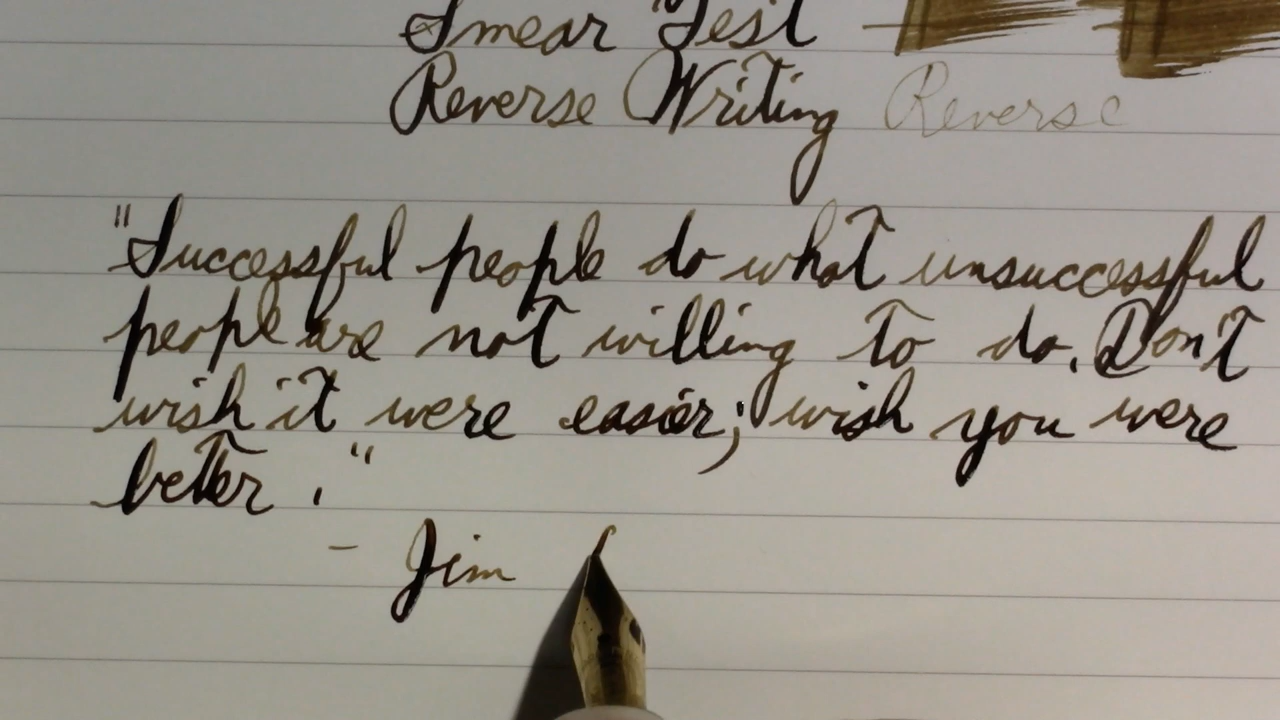 Smear Test
Reverse Writing Reverse
"Successful people do what unsuccessful
people are not willing to do. Don't
wish it were easier; wish you were
better."
- Jim